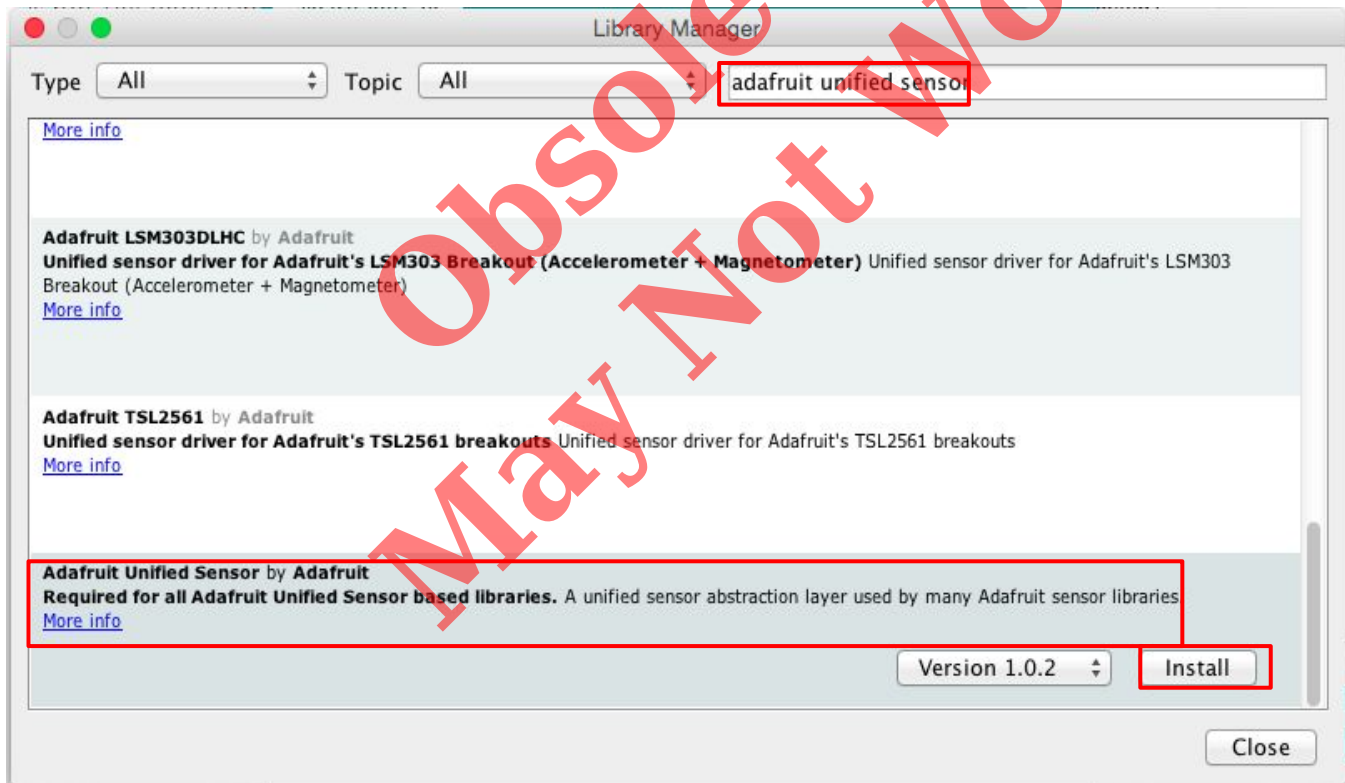 Library Manager
Type All Topic All adafruit unified sensor
More info
Adafruit LSM303DLHC by Adafruit
Unified sensor driver for Adafruit's LSM303 Breakout (Accelerometer + Magnetometer) Unified sensor driver for Adafruit's LSM303
Breakout (Accelerometer + Magnetometer)
More info
Adafruit TSL2561 by Adafruit
Unified sensor driver for Adafruit's TSL2561 breakouts Unified sensor driver for Adafruit's TSL2561 breakouts
More info
Adafruit Unified Sensor by Adafruit
Required for all Adafruit Unified Sensor based libraries. A unified sensor abstraction layer used by many Adafruit sensor libraries.
More info
Version 1.0.2 Install
Close
May Not